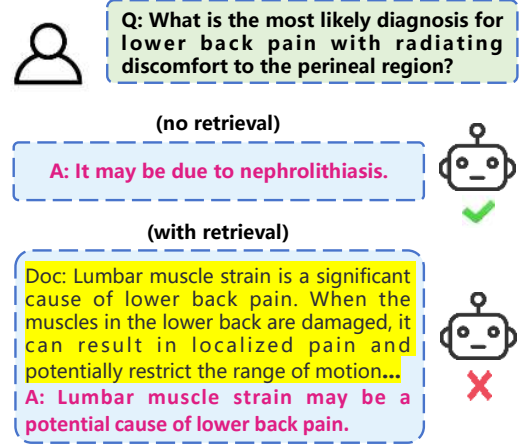 Q: What is the most likely diagnosis for
lower back pain with radiating
discomfort to the perineal region?
(no retrieval)
A: It may be due to nephrolithiasis.
(with retrieval)
Doc: Lumbar muscle strain is a significant
cause of lower back pain. When the
muscles in the lower back are damaged, it
can result in localized pain and
potentially restrict the range of motion...
A: Lumbar muscle strain may be a
potential cause of lower back pain.